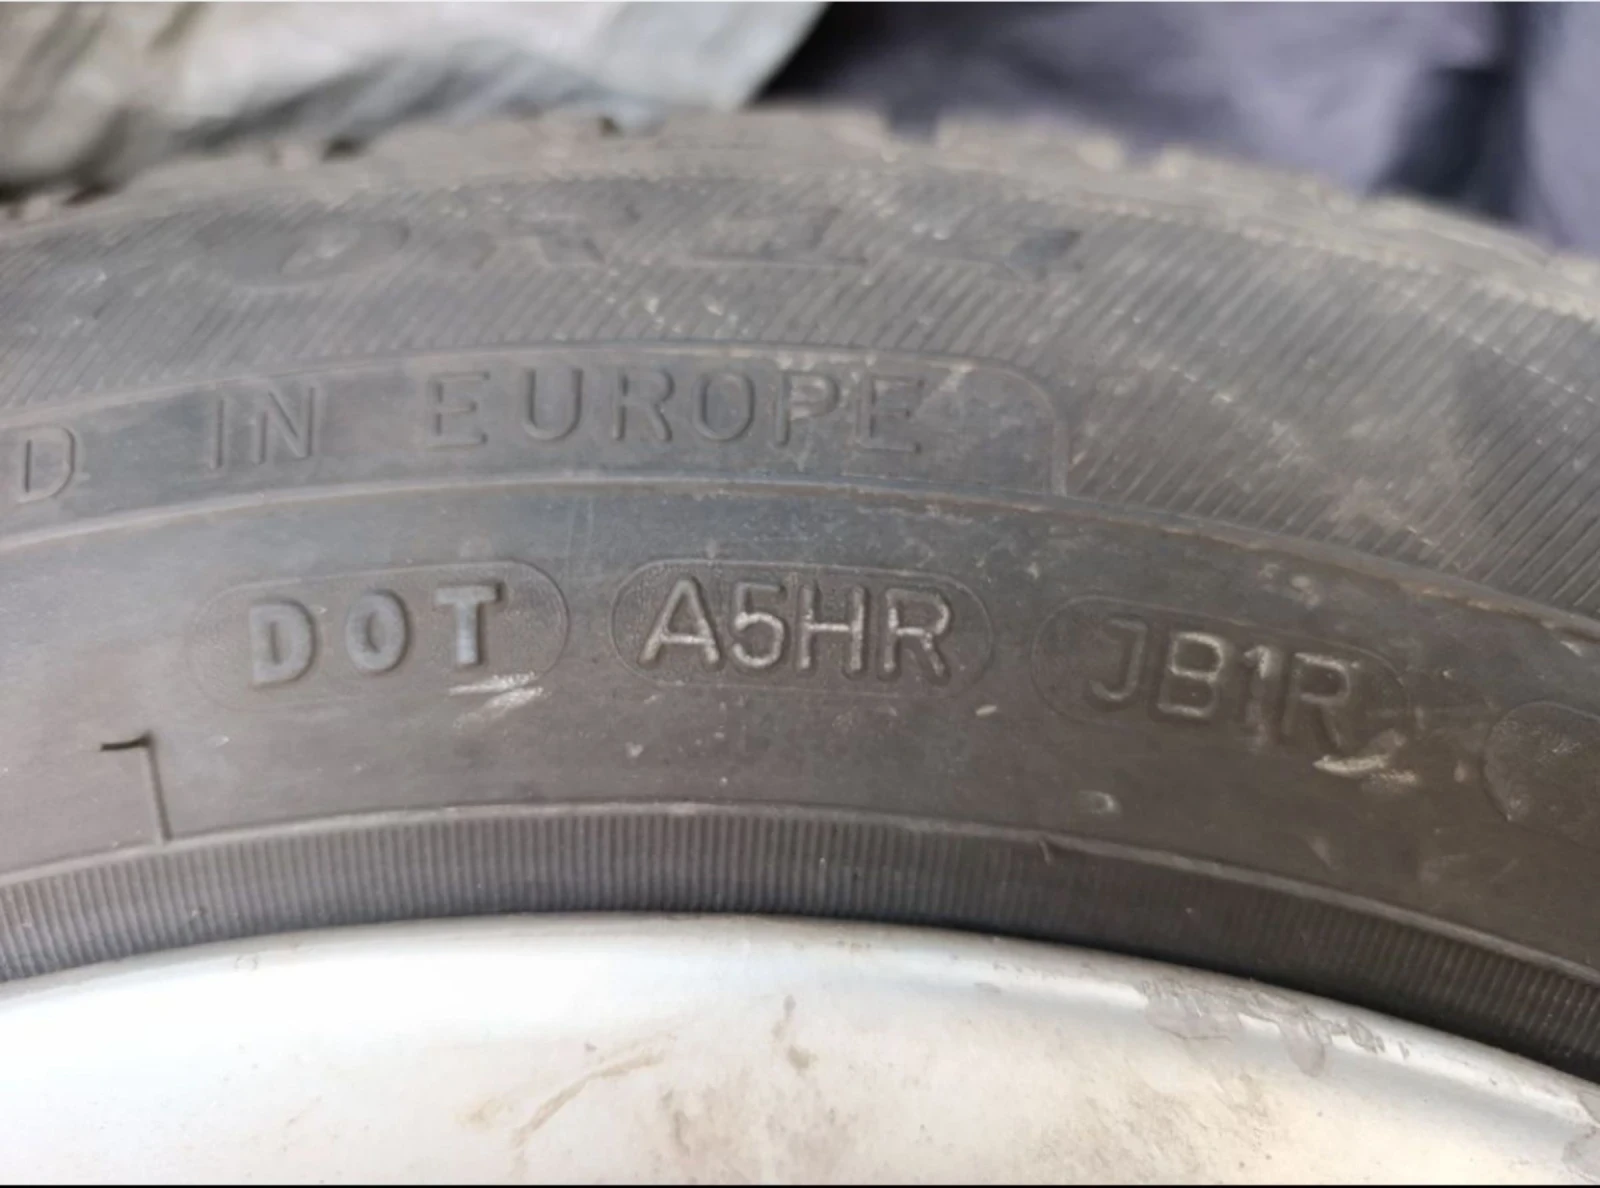 D IN EUROPE
DOT A5HR JB1R